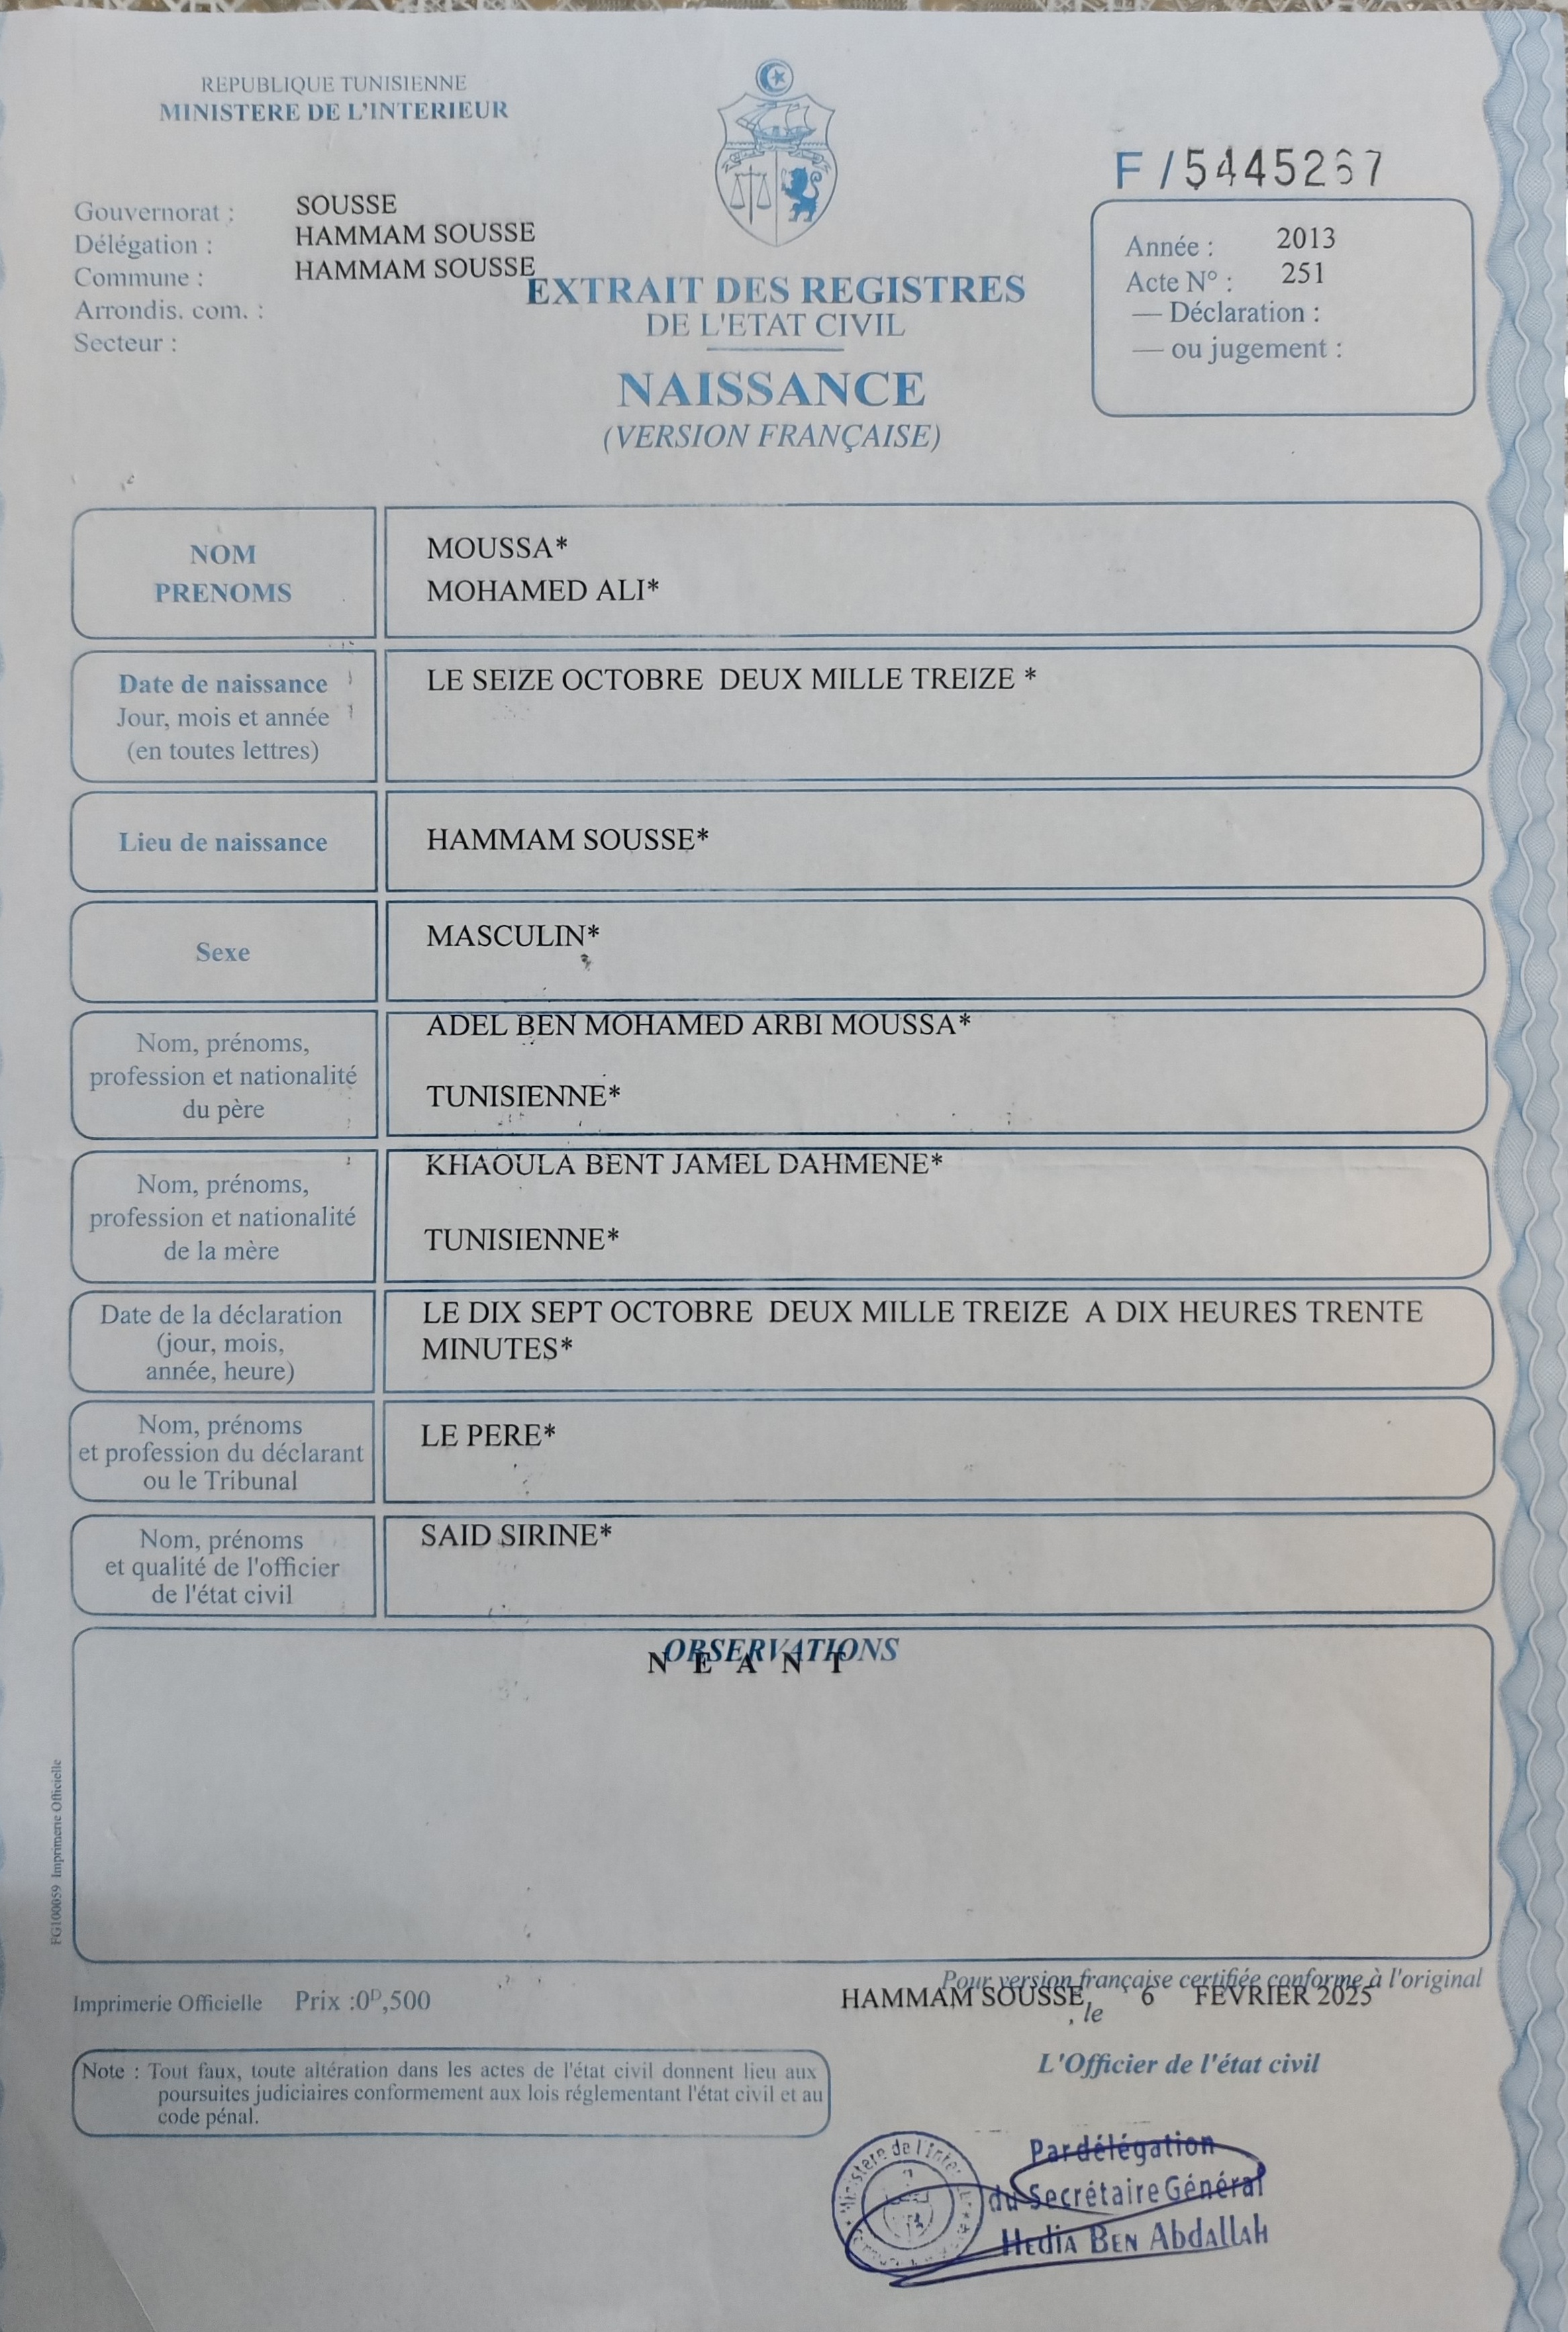 REPUBLIQUE TUNISIENNE
MINISTERE DE L'INTERIEUR
Gouvernorat : SOUSSE
Délégation : HAMMAM SOUSSE
Commune : HAMMAM SOUSSE
Arrondis. com. :
Secteur :
EXTRAIT DES REGISTRES
DE L'ETAT CIVIL
NAISSANCE
(VERSION FRANÇAISE)
F / 5445267
Année : 2013
Acte N° : 251
— Déclaration :
— ou jugement :
NOM
PRENOMS
MOUSSA*
MOHAMED ALI*
Date de naissance
Jour, mois et année
(en toutes lettres)
LE SEIZE OCTOBRE DEUX MILLE TREIZE *
Lieu de naissance
HAMMAM SOUSSE*
Sexe
MASCULIN*
Nom, prénoms,
profession et nationalité
du père
ADEL BEN MOHAMED ARBI MOUSSA*
TUNISIENNE*
Nom, prénoms,
profession et nationalité
de la mère
KHAOULA BENT JAMEL DAHMENE*
TUNISIENNE*
Date de la déclaration
(jour, mois,
année, heure)
LE DIX SEPT OCTOBRE DEUX MILLE TREIZE A DIX HEURES TRENTE
MINUTES*
Nom, prénoms
et profession du déclarant
ou le Tribunal
LE PERE*
Nom, prénoms
et qualité de l'officier
de l'état civil
SAID SIRINE*
OBSERVATIONS
N E A N T
FG100059 Imprimerie Officielle
Imprimerie Officielle Prix :0ᴰ,500
Pour version française certifiée conforme à l'original
HAMMAM SOUSSE, le 6 FEVRIER 2025
L'Officier de l'état civil
Note : Tout faux, toute altération dans les actes de l'état civil donnent lieu aux
poursuites judiciaires conformement aux lois réglementant l'état civil et au
code pénal.
Ministere de l'Inter
Par délégation
du Secrétaire Général
Hedia Ben Abdallah